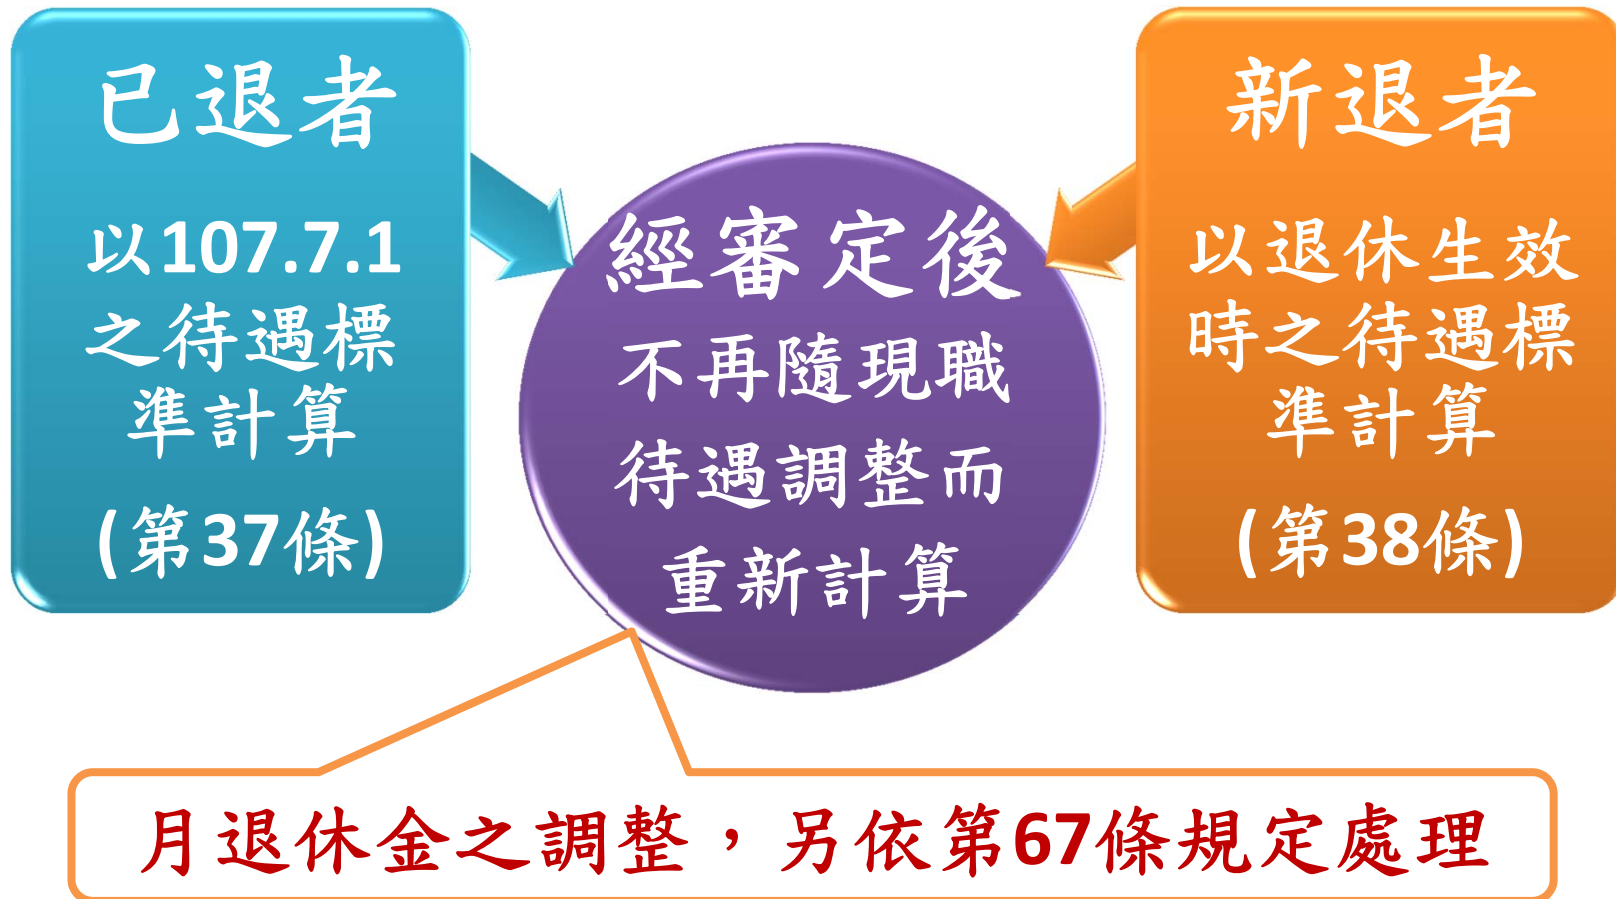 已退者
以107.7.1
之待遇標
準計算
(第37條)
經審定後
不再隨現職
待遇調整而
重新計算
新退者
以退休生效
時之待遇標
準計算
(第38條)
月退休金之調整，另依第67條規定處理